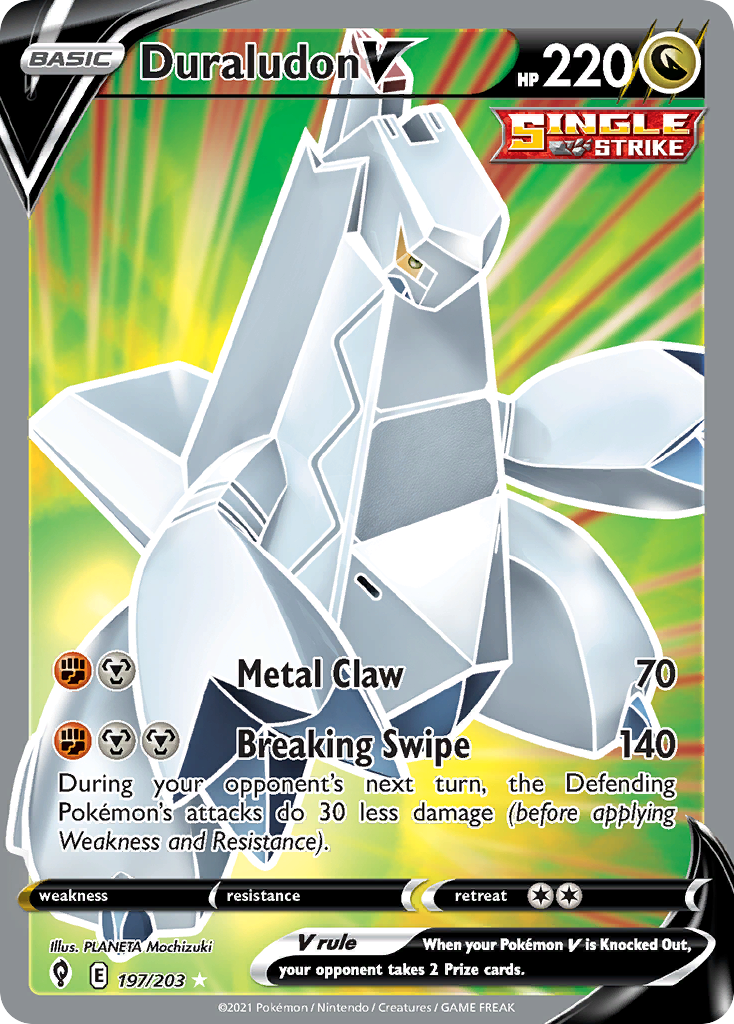 BASIC Duraludon V HP 220
SINGLE
STRIKE
Metal Claw 70
Breaking Swipe 140
During your opponent's next turn, the Defending
Pokémon's attacks do 30 less damage (before applying
Weakness and Resistance).
weakness resistance retreat
Illus. PLANETA Mochizuki
V rule When your Pokémon V is Knocked Out,
your opponent takes 2 Prize cards.
E 197/203
©2021 Pokémon / Nintendo / Creatures / GAME FREAK